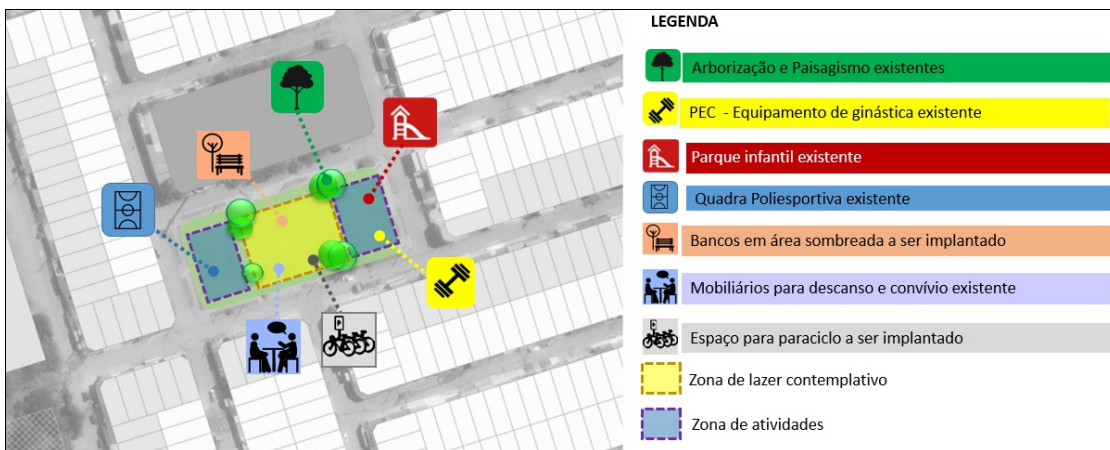 LEGENDA
Arborização e Paisagismo existentes
PEC - Equipamento de ginástica existente
Parque infantil existente
Quadra Poliesportiva existente
Bancos em área sombreada a ser implantado
Mobiliários para descanso e convívio existente
Espaço para paraciclo a ser implantado
Zona de lazer contemplativo
Zona de atividades
P
P